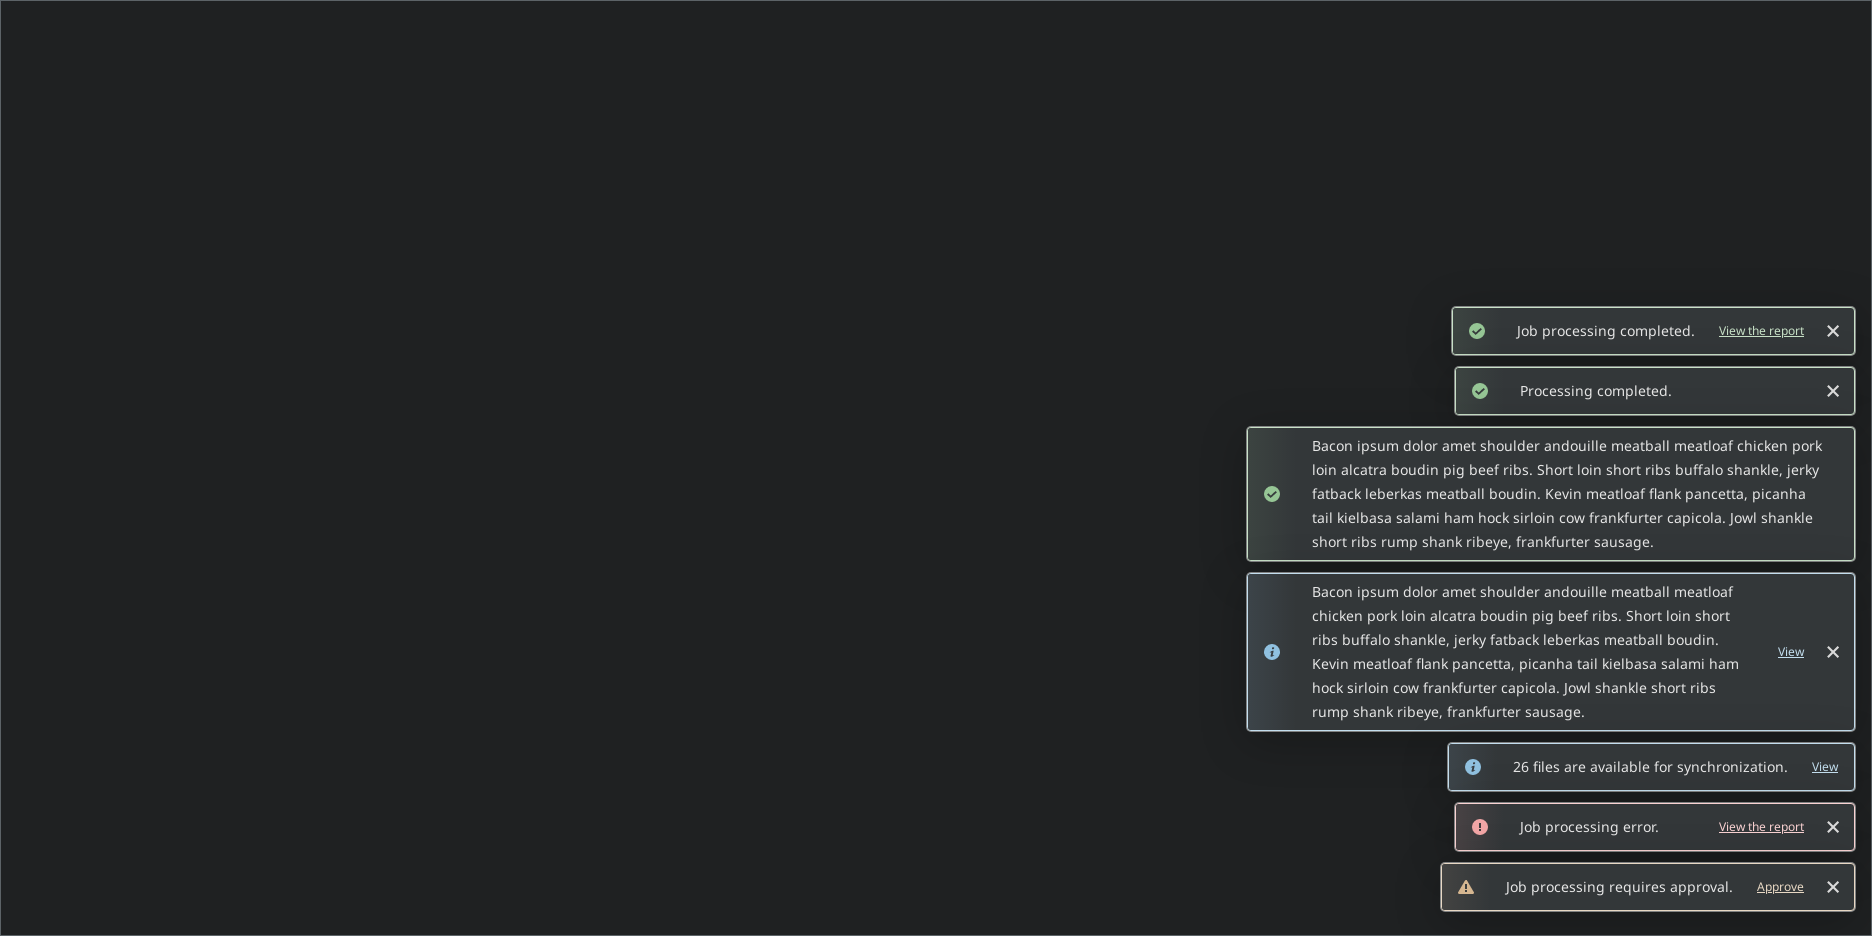 Job processing completed. View the report
Processing completed.
Bacon ipsum dolor amet shoulder andouille meatball meatloaf chicken pork
loin alcatra boudin pig beef ribs. Short loin short ribs buffalo shankle, jerky
fatback leberkas meatball boudin. Kevin meatloaf flank pancetta, picanha
tail kielbasa salami ham hock sirloin cow frankfurter capicola. Jowl shankle
short ribs rump shank ribeye, frankfurter sausage.
Bacon ipsum dolor amet shoulder andouille meatball meatloaf
chicken pork loin alcatra boudin pig beef ribs. Short loin short
ribs buffalo shankle, jerky fatback leberkas meatball boudin.
Kevin meatloaf flank pancetta, picanha tail kielbasa salami ham
hock sirloin cow frankfurter capicola. Jowl shankle short ribs
rump shank ribeye, frankfurter sausage.
View
26 files are available for synchronization. View
Job processing error. View the report
Job processing requires approval. Approve